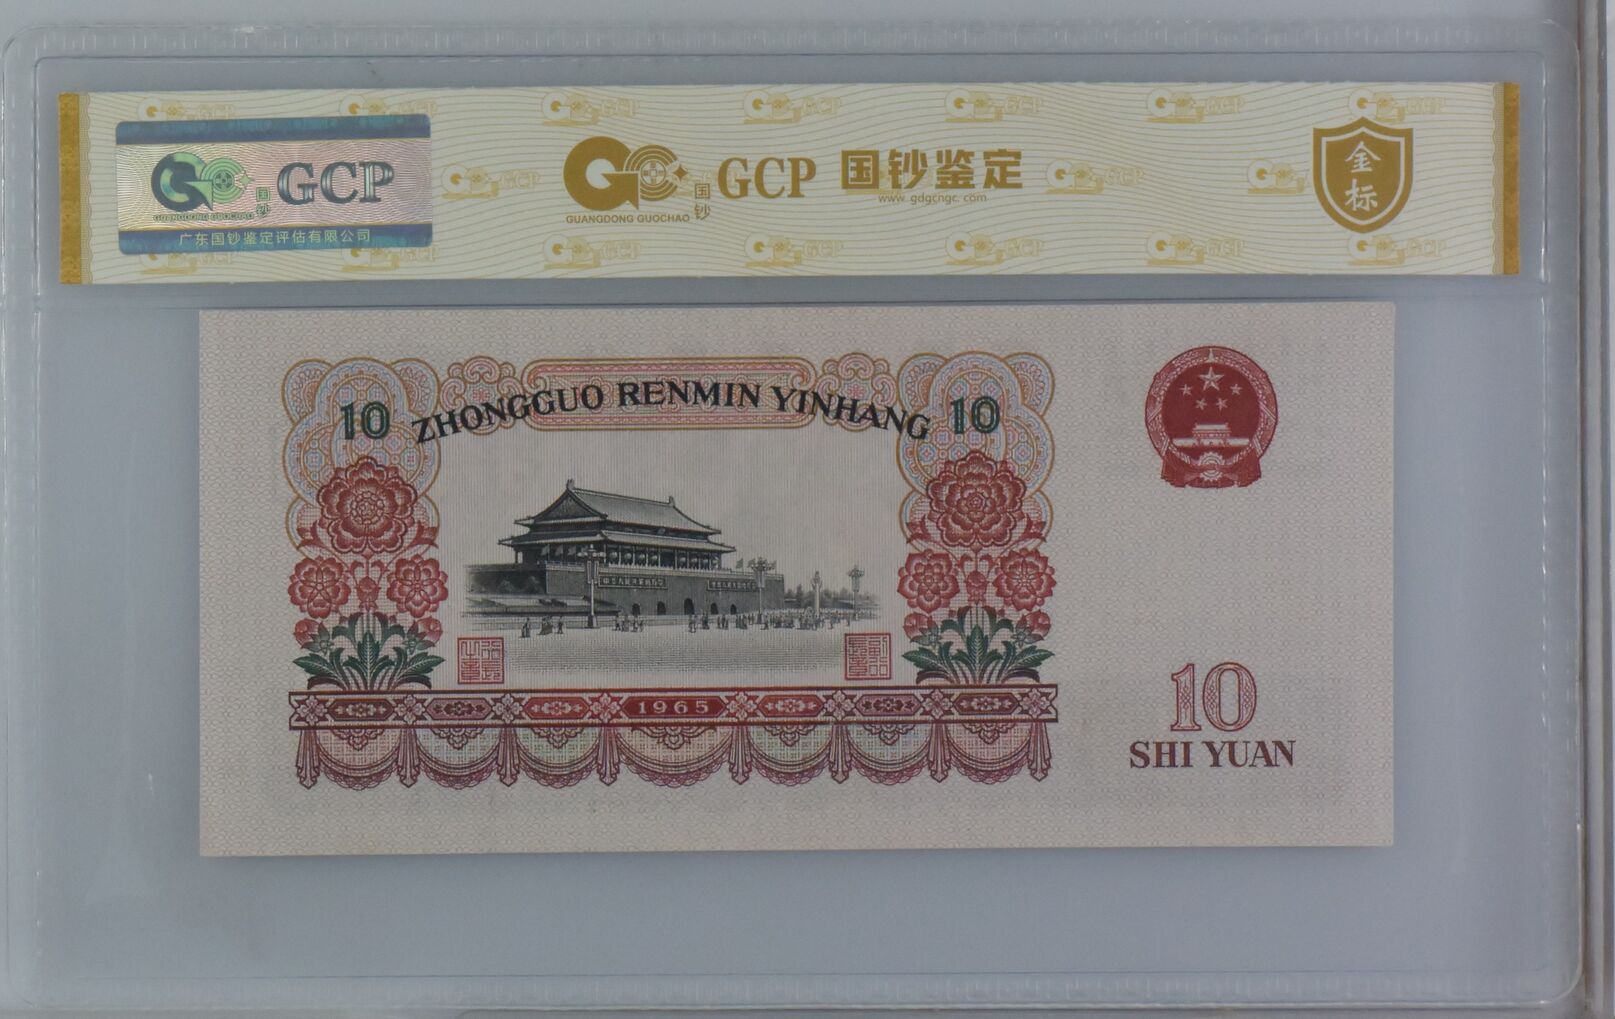 GCP 国钞鉴定
GUANGDONG GUOCHAO 国钞
www.gdgcngc.com
金标
GCP
GUANGDONG GUOCHAO 国钞
广东国钞鉴定评估有限公司
10 ZHONGGUO RENMIN YINHANG 10
1965
10
SHI YUAN